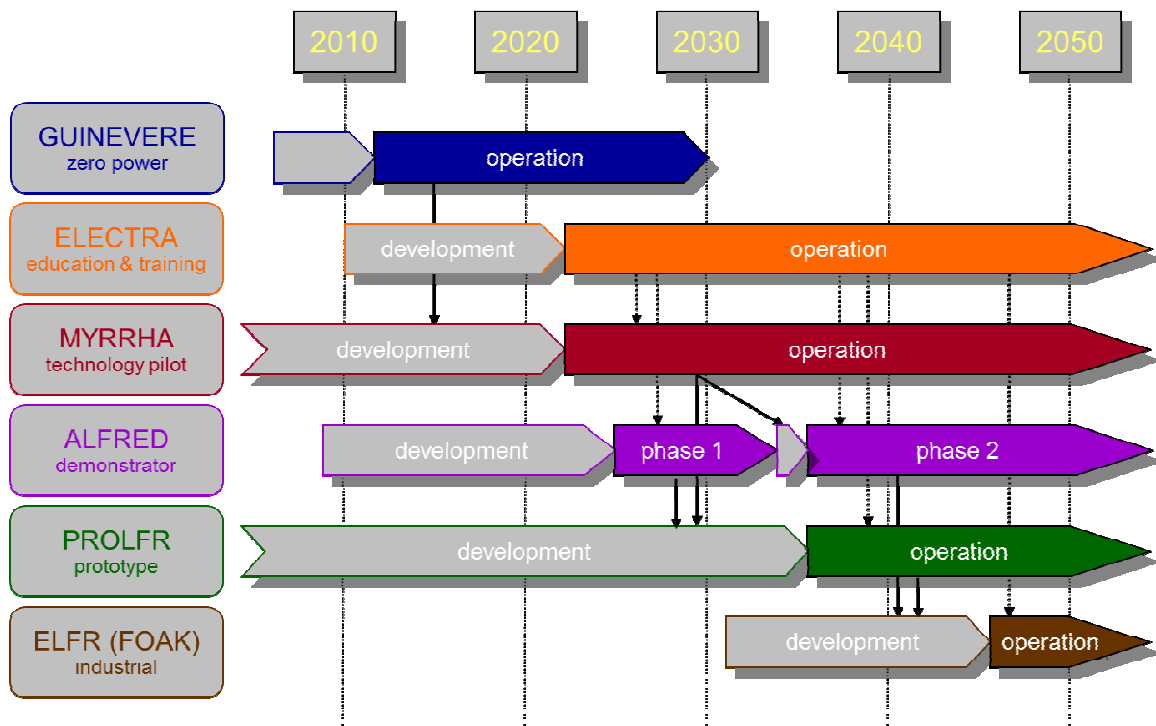 2010 2020 2030 2040 2050
GUINEVERE
zero power
operation
ELECTRA
education & training
development operation
MYRRHA
technology pilot
development operation
ALFRED
demonstrator
development phase 1 phase 2
PROLFR
prototype
development operation
ELFR (FOAK)
industrial
development operation